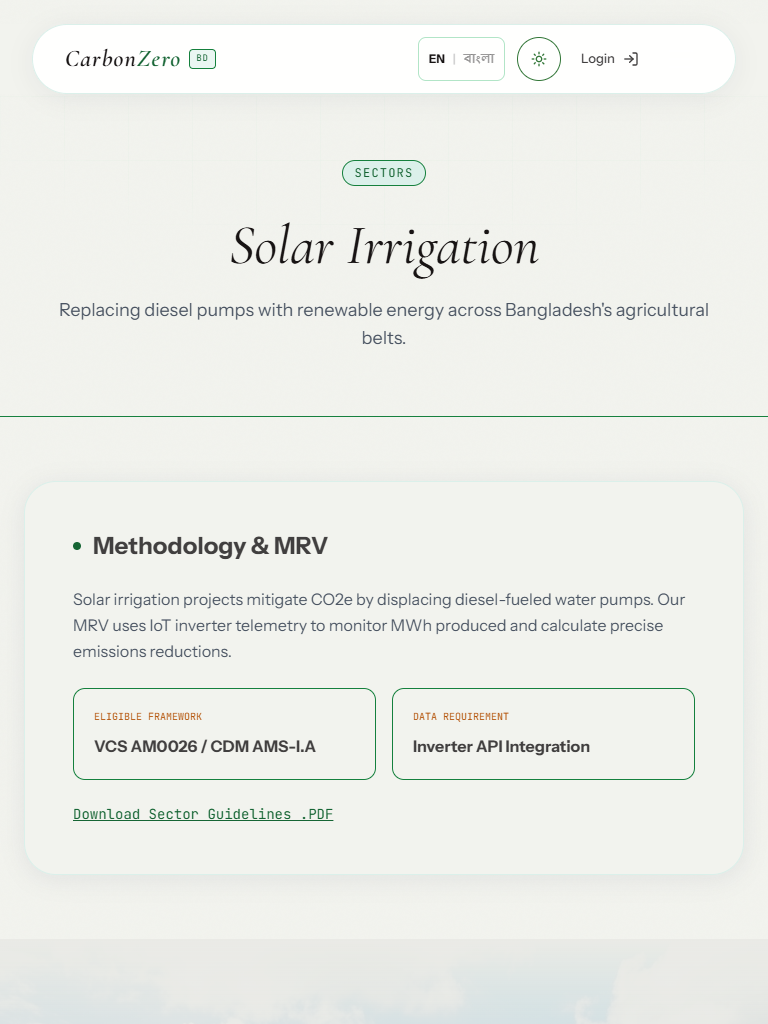 CarbonZero BD
EN | বাংলা
Login
SECTORS
Solar Irrigation
Replacing diesel pumps with renewable energy across Bangladesh's agricultural
belts.
Methodology & MRV
Solar irrigation projects mitigate CO2e by displacing diesel-fueled water pumps. Our
MRV uses IoT inverter telemetry to monitor MWh produced and calculate precise
emissions reductions.
ELIGIBLE FRAMEWORK
VCS AM0026 / CDM AMS-I.A
DATA REQUIREMENT
Inverter API Integration
Download Sector Guidelines .PDF